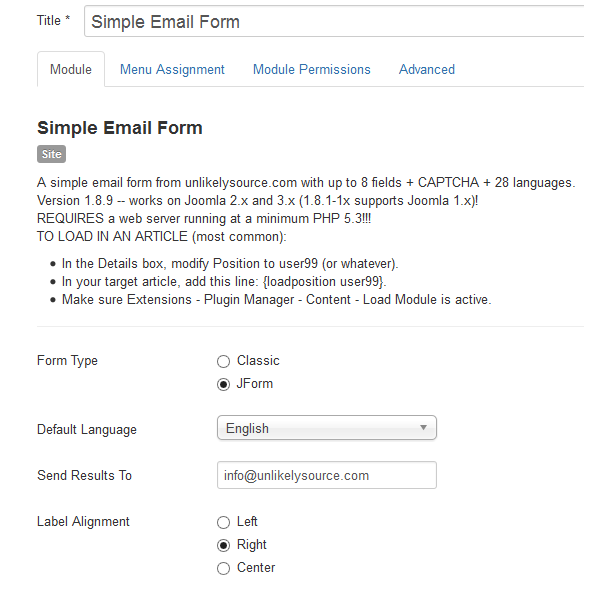 Title *
Simple Email Form
Module
Menu Assignment
Module Permissions
Advanced
Simple Email Form
Site
A simple email form from unlikelysource.com with up to 8 fields + CAPTCHA + 28 languages.
Version 1.8.9 -- works on Joomla 2.x and 3.x (1.8.1-1x supports Joomla 1.x)!
REQUIRES a web server running at a minimum PHP 5.3!!!
TO LOAD IN AN ARTICLE (most common):
• In the Details box, modify Position to user99 (or whatever).
• In your target article, add this line: {loadposition user99}.
• Make sure Extensions - Plugin Manager - Content - Load Module is active.
Form Type
Classic
JForm
Default Language
English
Send Results To
info@unlikelysource.com
Label Alignment
Left
Right
Center